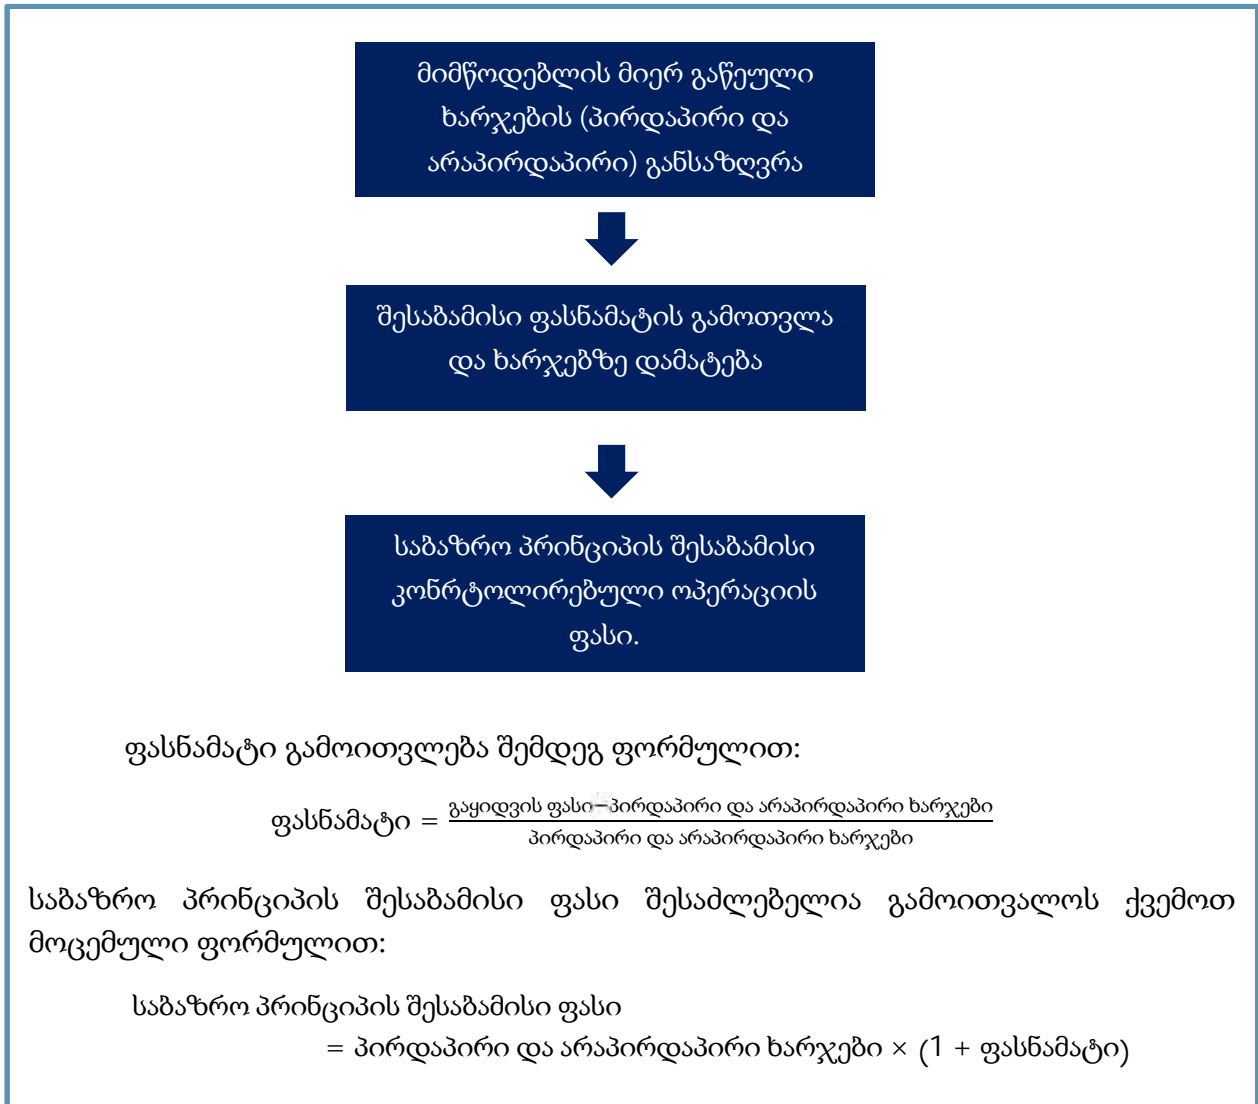 მიმწოდებლის მიერ გაწეული
ხარჯების (პირდაპირი და
არაპირდაპირი) განსაზღვრა
შესაბამისი ფასნამატის გამოთვლა
და ხარჯებზე დამატება
საბაზრო პრინციპის შესაბამისი
კონრტოლირებული ოპერაციის
ფასი.
ფასნამატი გამოითვლება შემდეგ ფორმულით:
ფასნამატი = გაყიდვის ფასი−პირდაპირი და არაპირდაპირი ხარჯები
პირდაპირი და არაპირდაპირი ხარჯები
საბაზრო პრინციპის შესაბამისი ფასი შესაძლებელია გამოითვალოს ქვემოთ
მოცემული ფორმულით:
საბაზრო პრინციპის შესაბამისი ფასი
= პირდაპირი და არაპირდაპირი ხარჯები × (1 + ფასნამატი)